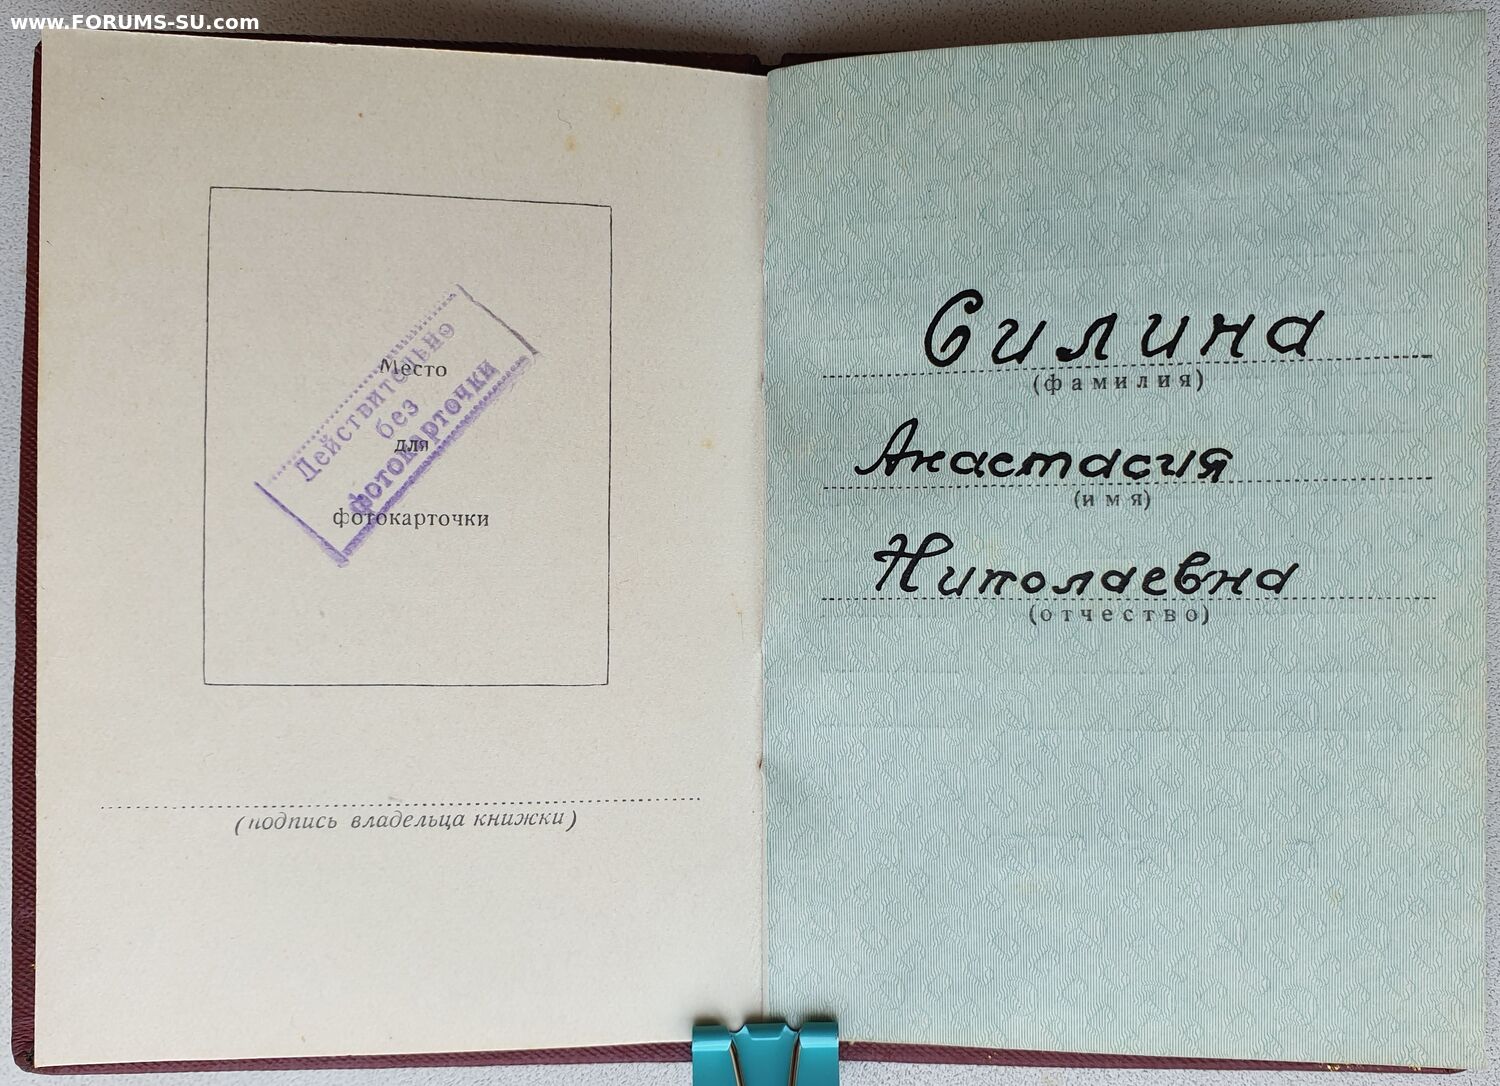 www.FORUMS-SU.com
Место
для
фотокарточки
Действительно
без
фотокарточки
(подпись владельца книжки)
Силина
(фамилия)
Анастасия
(имя)
Николаевна
(отчество)